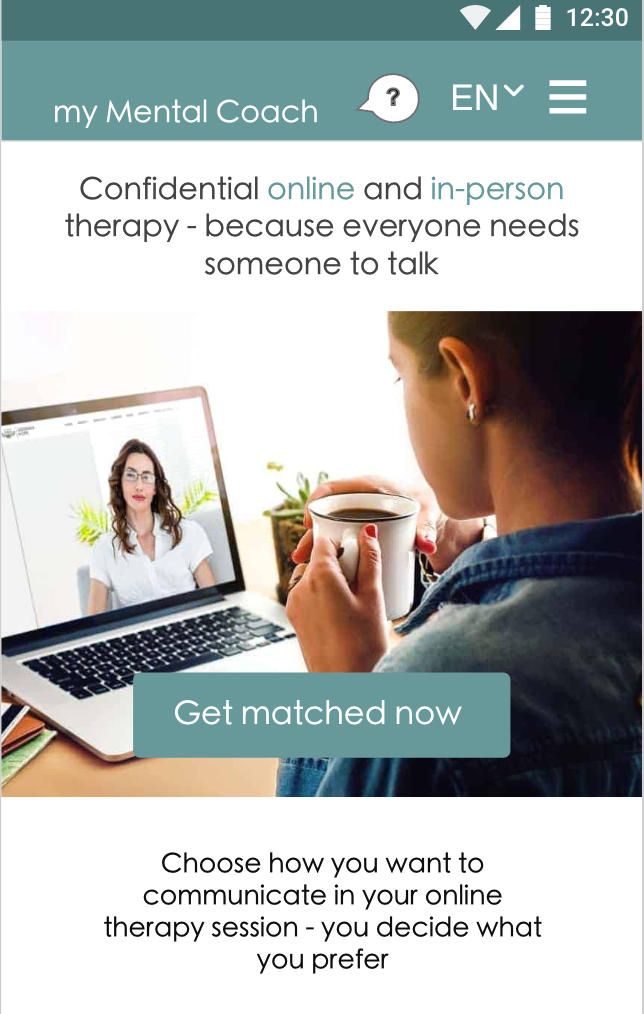 12:30
my Mental Coach
?
EN
Confidential online and in-person
therapy - because everyone needs
someone to talk
Get matched now
Choose how you want to
communicate in your online
therapy session - you decide what
you prefer